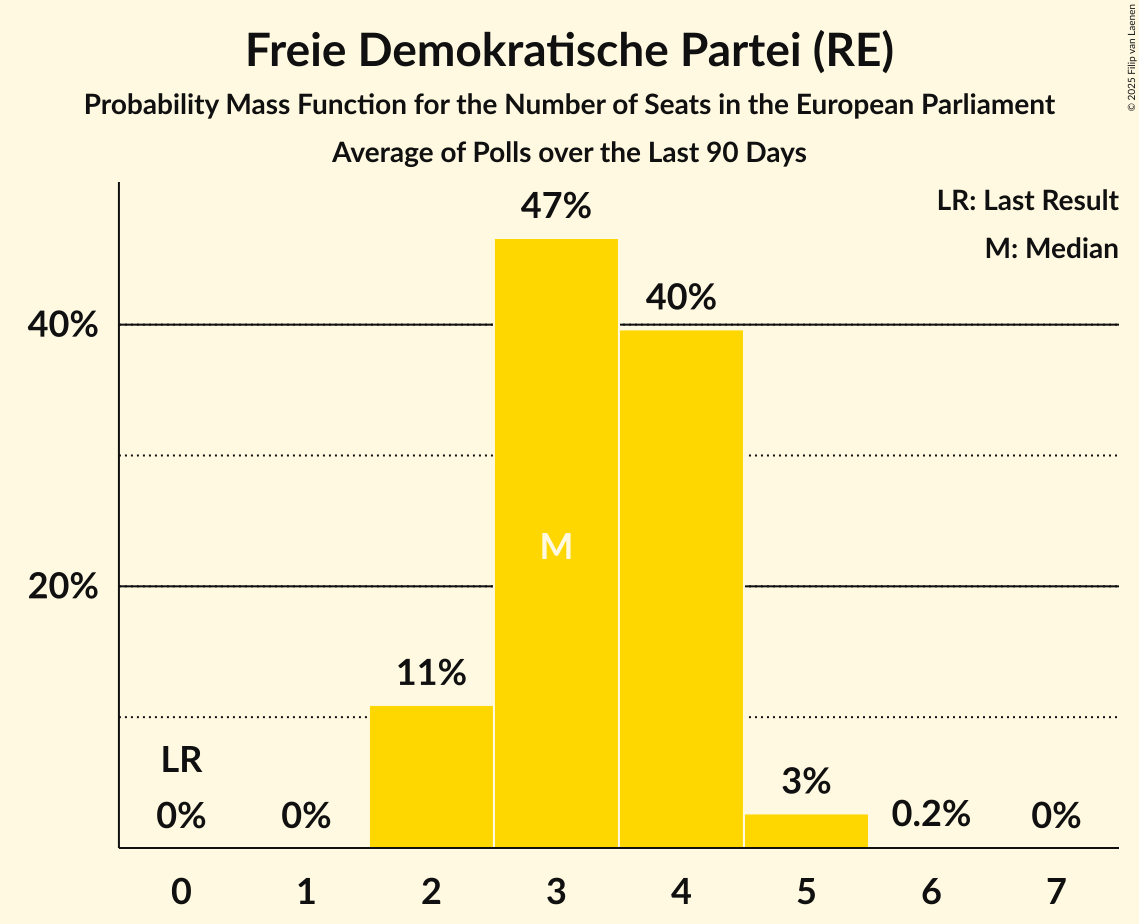 Freie Demokratische Partei (RE)
Probability Mass Function for the Number of Seats in the European Parliament
Average of Polls over the Last 90 Days
© 2025 Filip van Laenen
LR: Last Result
M: Median
47%
40%
40%
M
20%
11%
LR
3%
0%
0%
0.2%
0%
0 1 2 3 4 5 6 7